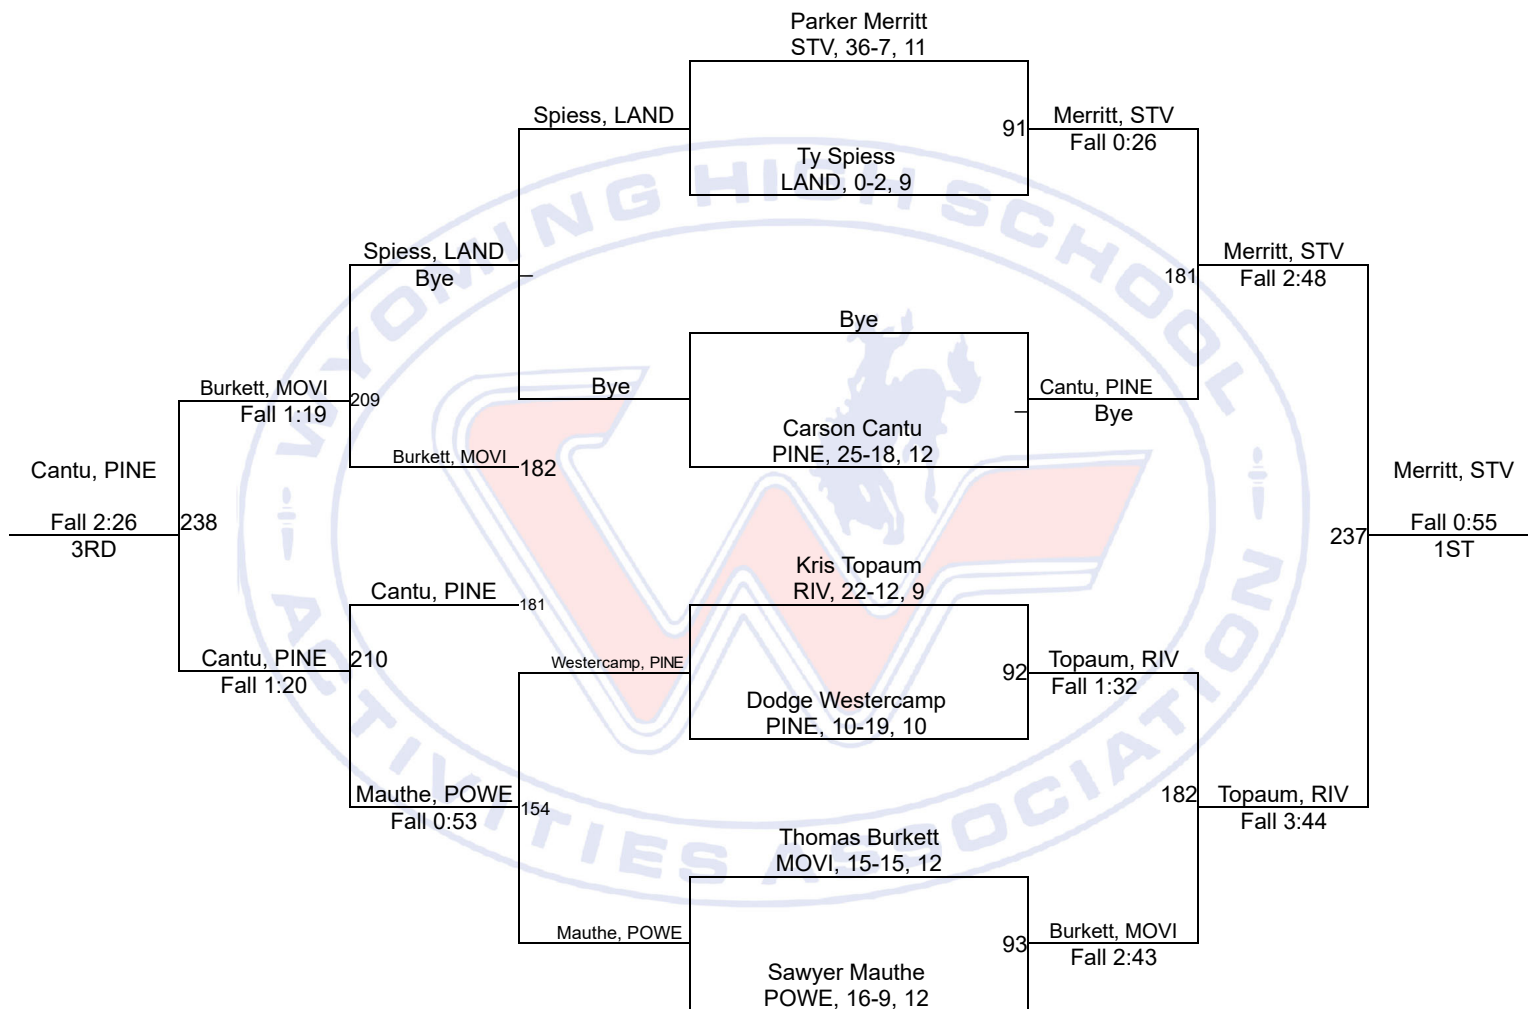 Parker Merritt
STV, 36-7, 11
Spiess, LAND
91
Merritt, STV
Fall 0:26
Ty Spiess
LAND, 0-2, 9
Spiess, LAND
Bye
181
Merritt, STV
Fall 2:48
Bye
Burkett, MOVI
Fall 1:19
209
Bye
Cantu, PINE
Bye
Carson Cantu
PINE, 25-18, 12
Burkett, MOVI
182
Cantu, PINE
Fall 2:26
3RD
238
Merritt, STV
Fall 0:55
1ST
237
Kris Topaum
RIV, 22-12, 9
Cantu, PINE
181
Cantu, PINE
Fall 1:20
210
Westercamp, PINE
92
Topaum, RIV
Fall 1:32
Dodge Westercamp
PINE, 10-19, 10
Mauthe, POWE
Fall 0:53
154
182
Topaum, RIV
Fall 3:44
Thomas Burkett
MOVI, 15-15, 12
Mauthe, POWE
93
Burkett, MOVI
Fall 2:43
Sawyer Mauthe
POWE, 16-9, 12
WYOMING HIGH SCHOOL
ACTIVITIES ASSOCIATION